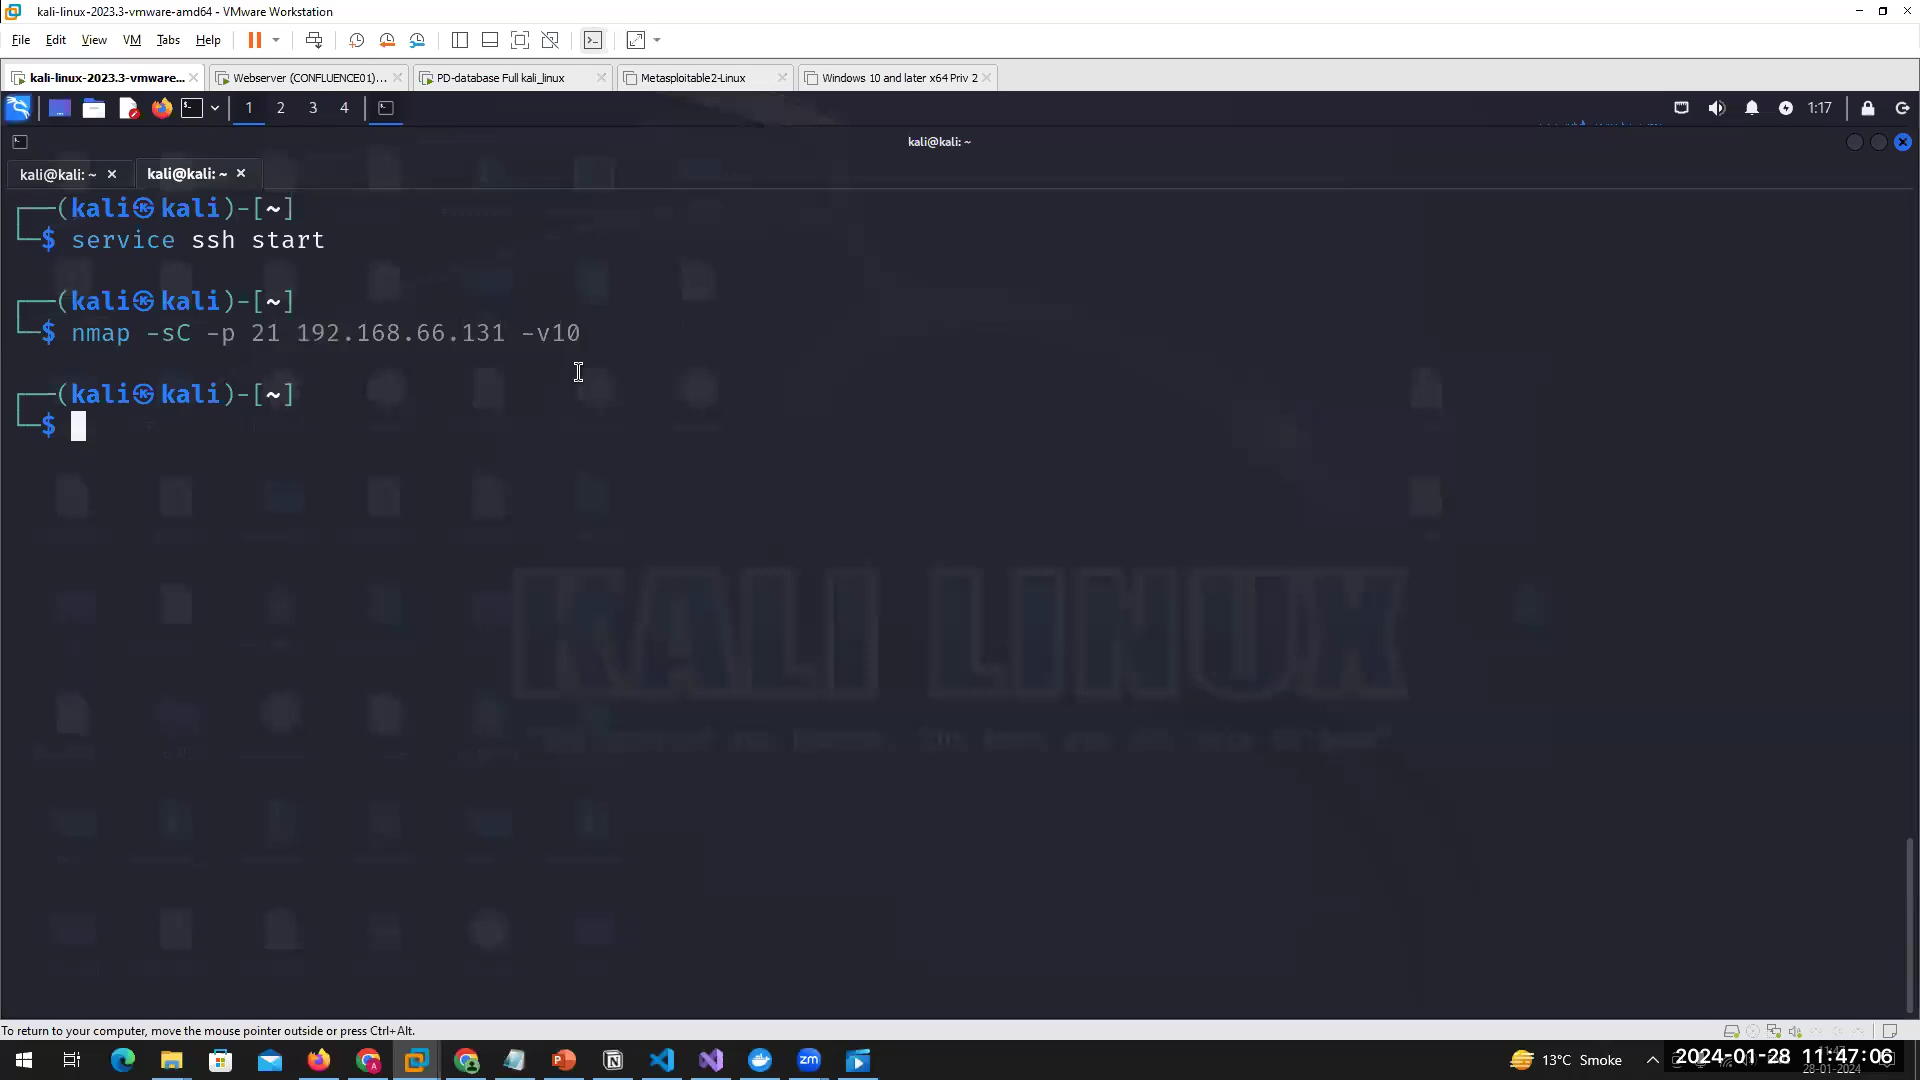 kali-linux-2023.3-vmware-amd64 - VMware Workstation
File Edit View VM Tabs Help
kali-linux-2023.3-vmware... Webserver (CONFLUENCE01)... PD-database Full kali_linux Metasploitable2-Linux Windows 10 and later x64 Priv 2
1 2 3 4 1:17
kali@kali: ~
kali@kali: ~ kali@kali: ~
┌──(kali㉿kali)-[~]
└─$ service ssh start
┌──(kali㉿kali)-[~]
└─$ nmap -sC -p 21 192.168.66.131 -v10
┌──(kali㉿kali)-[~]
└─$
KALI LINUX
To return to your computer, move the mouse pointer outside or press Ctrl+Alt.
13°C Smoke 2024-01-28 11:47:06
28-01-2024